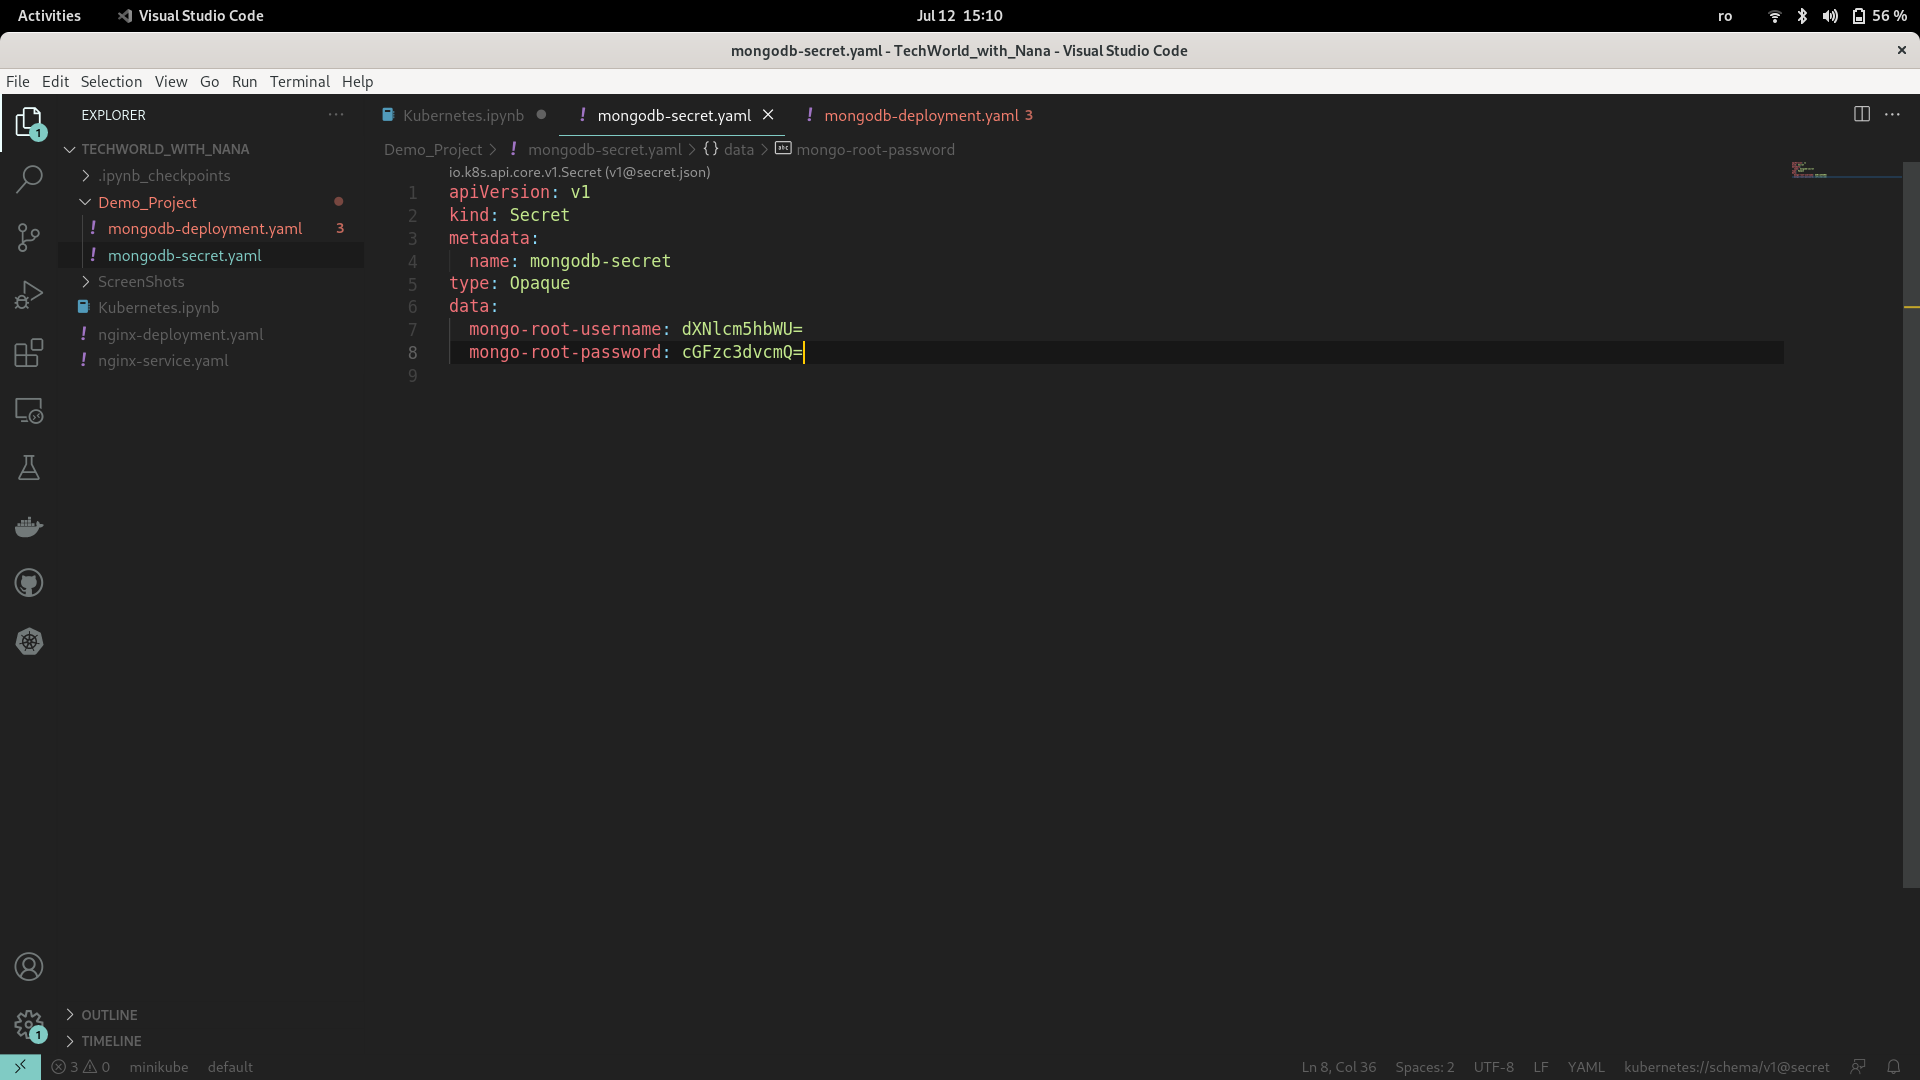 Activities Visual Studio Code Jul 12 15:10 ro 56 %
mongodb-secret.yaml - TechWorld_with_Nana - Visual Studio Code ×
File Edit Selection View Go Run Terminal Help
EXPLORER ··· Kubernetes.ipynb ● ! mongodb-secret.yaml × ! mongodb-deployment.yaml 3 ···
1
TECHWORLD_WITH_NANA
Demo_Project > ! mongodb-secret.yaml > {} data > abc mongo-root-password
.ipynb_checkpoints
Demo_Project
! mongodb-deployment.yaml 3
! mongodb-secret.yaml
ScreenShots
Kubernetes.ipynb
! nginx-deployment.yaml
! nginx-service.yaml
io.k8s.api.core.v1.Secret (v1@secret.json)
1 apiVersion: v1
2 kind: Secret
3 metadata:
4 name: mongodb-secret
5 type: Opaque
6 data:
7 mongo-root-username: dXNlcm5hbWU=
8 mongo-root-password: cGFzc3dvcmQ=
9
OUTLINE
1
TIMELINE
3 0 minikube default Ln 8, Col 36 Spaces: 2 UTF-8 LF YAML kubernetes://schema/v1@secret